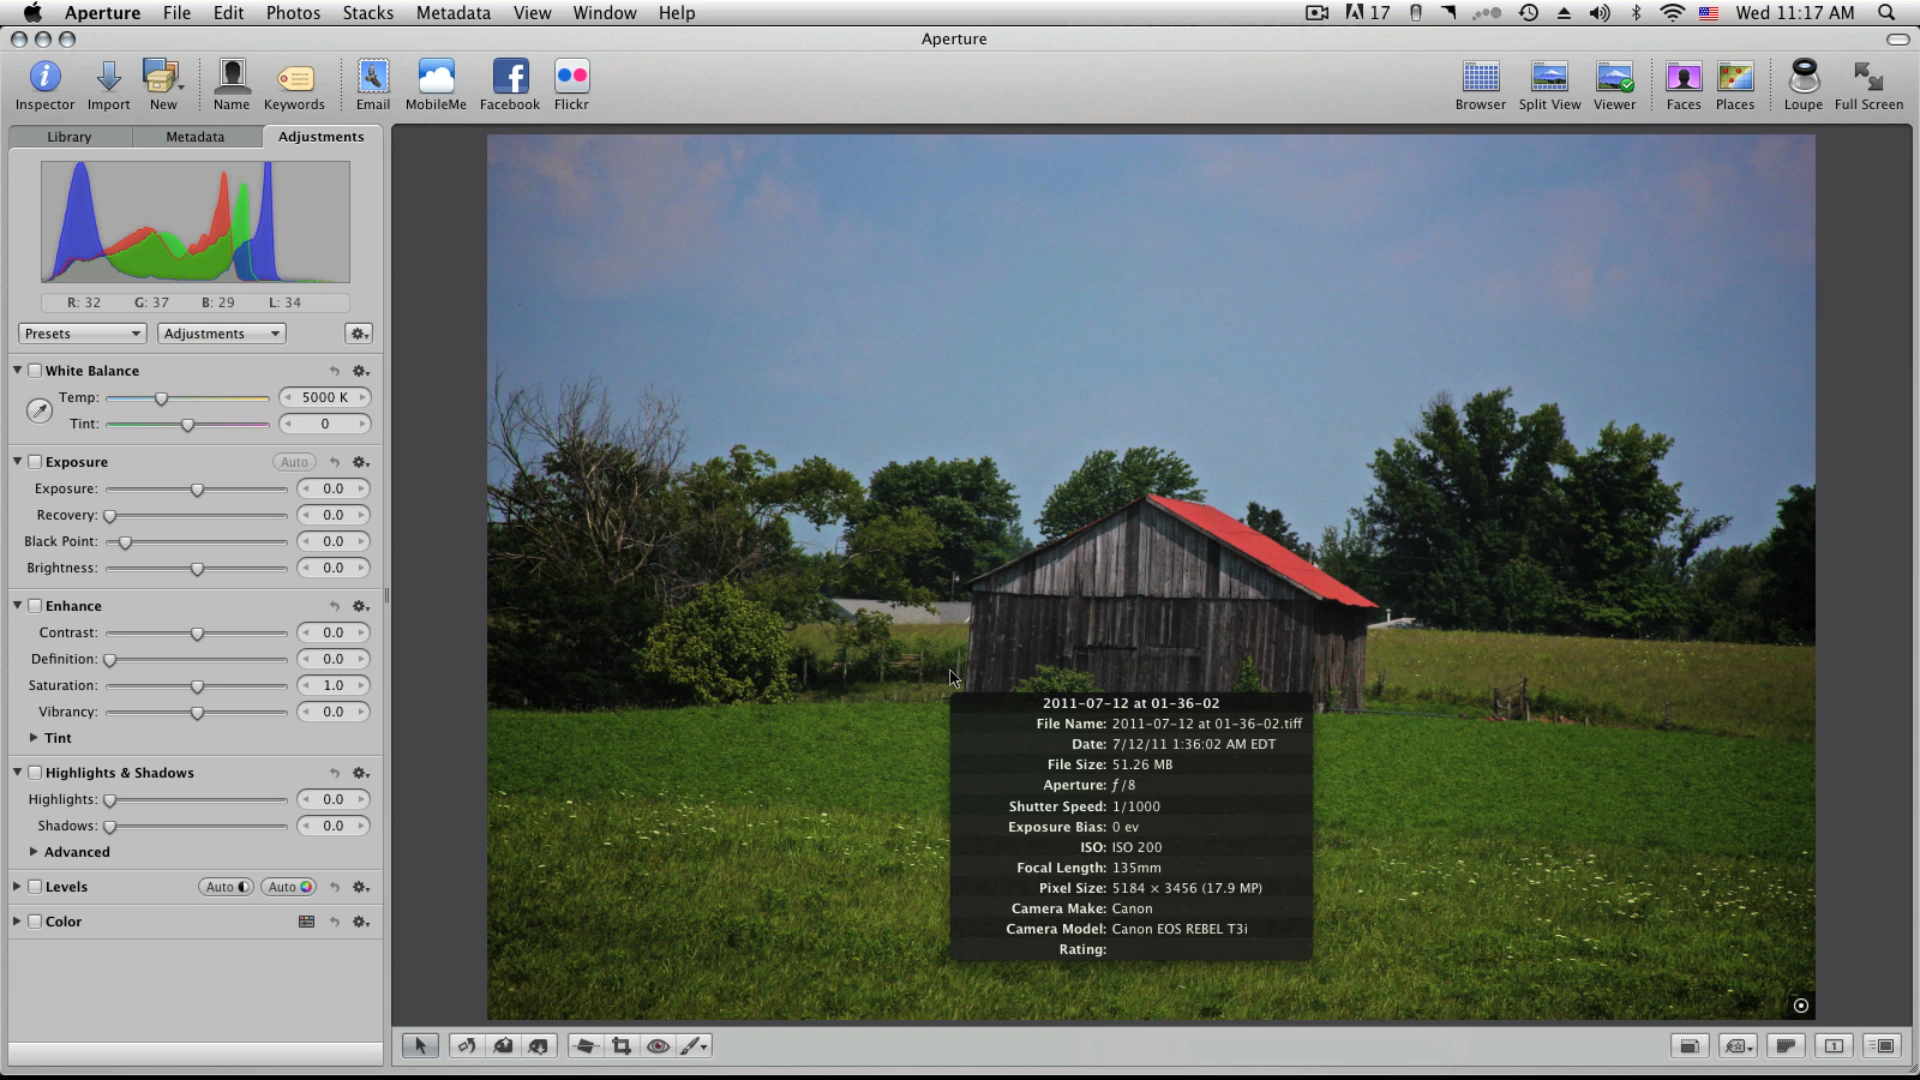 Aperture File Edit Photos Stacks Metadata View Window Help 17 Wed 11:17 AM
Aperture
Inspector Import New Name Keywords Email MobileMe Facebook Flickr Browser Split View Viewer Faces Places Loupe Full Screen
Library Metadata Adjustments
R: 32 G: 37 B: 29 L: 34
Presets Adjustments
White Balance
Temp: 5000 K
Tint: 0
Exposure Auto
Exposure: 0.0
Recovery: 0.0
Black Point: 0.0
Brightness: 0.0
Enhance
Contrast: 0.0
Definition: 0.0
Saturation: 1.0
Vibrancy: 0.0
Tint
Highlights & Shadows
Highlights: 0.0
Shadows: 0.0
Advanced
Levels Auto Auto
Color
2011-07-12 at 01-36-02
File Name: 2011-07-12 at 01-36-02.tiff
Date: 7/12/11 1:36:02 AM EDT
File Size: 51.26 MB
Aperture: ƒ/8
Shutter Speed: 1/1000
Exposure Bias: 0 ev
ISO: ISO 200
Focal Length: 135mm
Pixel Size: 5184 × 3456 (17.9 MP)
Camera Make: Canon
Camera Model: Canon EOS REBEL T3i
Rating:
1